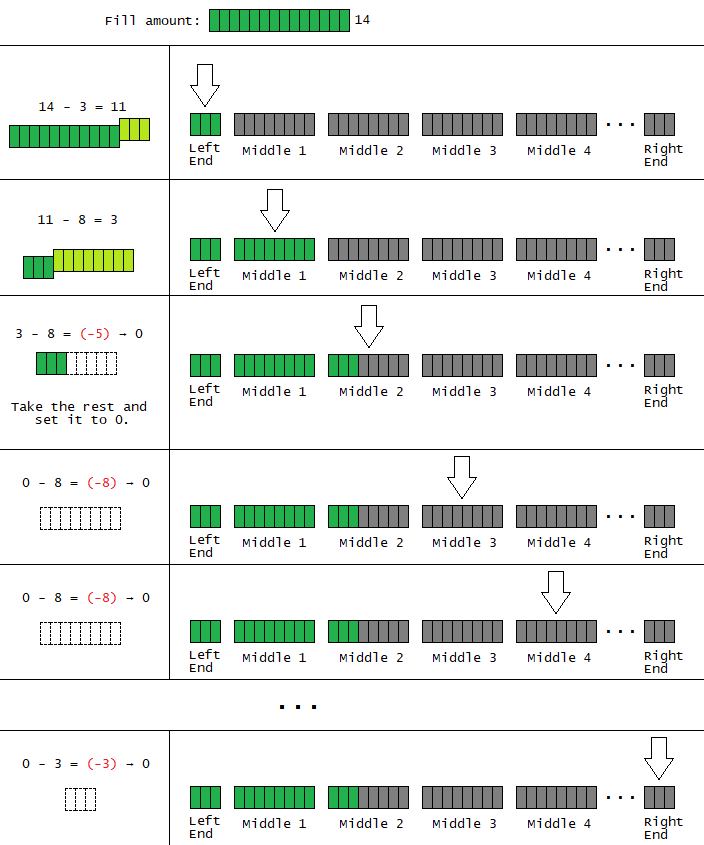 Fill amount: 14
14 - 3 = 11
Left End
Middle 1
Middle 2
Middle 3
Middle 4
...
Right End
11 - 8 = 3
Left End
Middle 1
Middle 2
Middle 3
Middle 4
...
Right End
3 - 8 = (-5) → 0
Take the rest and
set it to 0.
Left End
Middle 1
Middle 2
Middle 3
Middle 4
...
Right End
0 - 8 = (-8) → 0
Left End
Middle 1
Middle 2
Middle 3
Middle 4
...
Right End
0 - 8 = (-8) → 0
Left End
Middle 1
Middle 2
Middle 3
Middle 4
...
Right End
...
0 - 3 = (-3) → 0
Left End
Middle 1
Middle 2
Middle 3
Middle 4
...
Right End